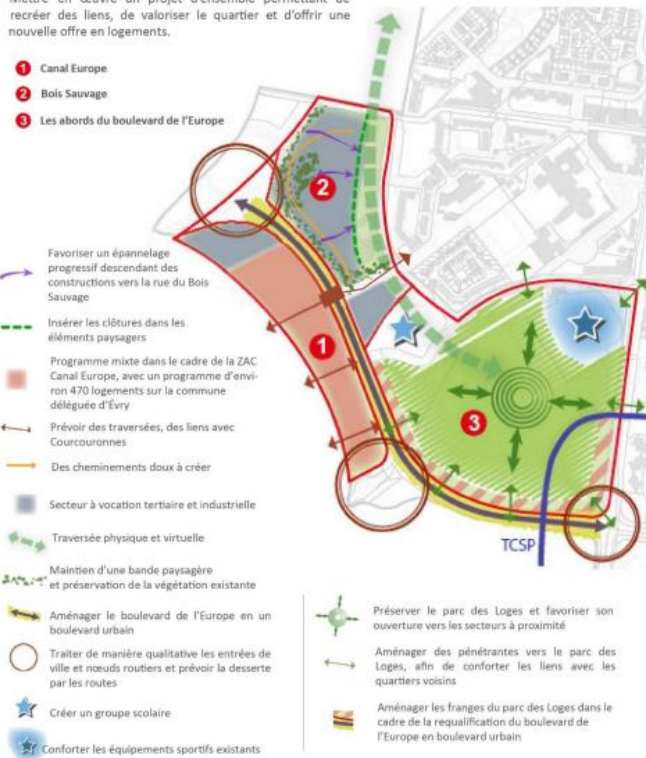 Mettre en œuvre un projet d'ensemble permettant de
recréer des liens, de valoriser le quartier et d'offrir une
nouvelle offre en logements.
1 Canal Europe
2 Bois Sauvage
3 Les abords du boulevard de l'Europe
2
1
3
TCSP
Favoriser un épannelage
progressif descendant des
constructions vers la rue du Bois
Sauvage
Insérer les clôtures dans les
éléments paysagers
Programme mixte dans le cadre de la ZAC
Canal Europe, avec un programme d'envi-
ron 470 logements sur la commune
déléguée d'Évry
Prévoir des traversées, des liens avec
Courcouronnes
Des cheminements doux à créer
Secteur à vocation tertiaire et industrielle
Traversée physique et virtuelle
Maintien d'une bande paysagère
et préservation de la végétation existante
Aménager le boulevard de l'Europe en un
boulevard urbain
Traiter de manière qualitative les entrées de
ville et nœuds routiers et prévoir la desserte
par les routes
Créer un groupe scolaire
Conforter les équipements sportifs existants
Préserver le parc des Loges et favoriser son
ouverture vers les secteurs à proximité
Aménager des pénétrantes vers le parc des
Loges, afin de conforter les liens avec les
quartiers voisins
Aménager les franges du parc des Loges dans le
cadre de la requalification du boulevard de
l'Europe en boulevard urbain